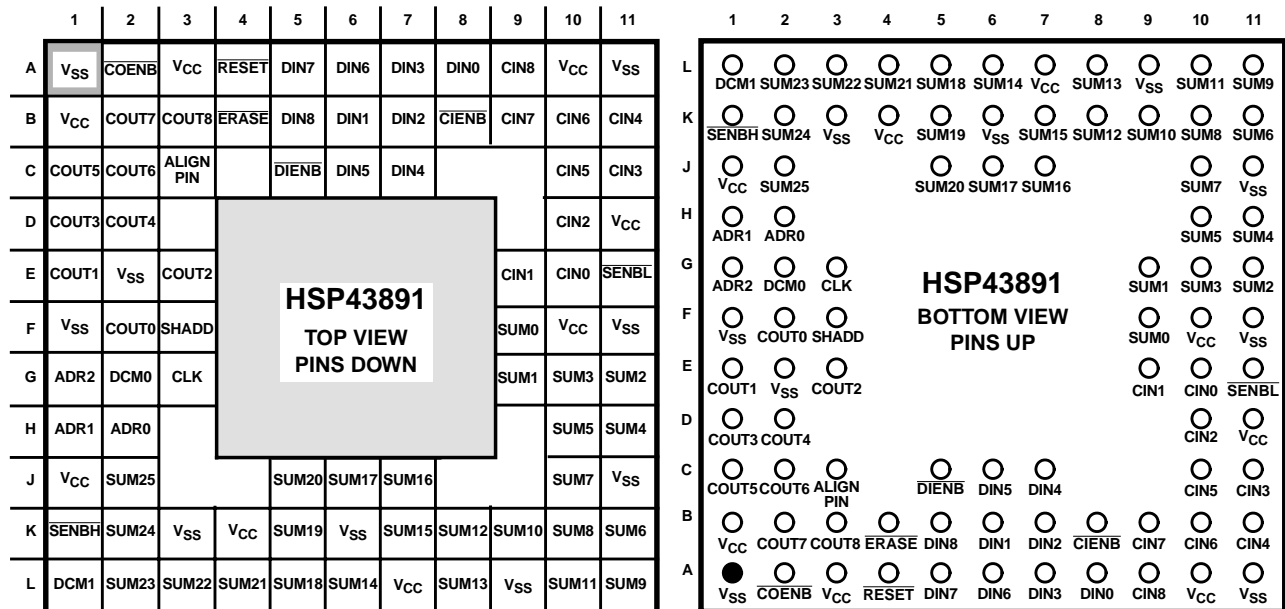 1 2 3 4 5 6 7 8 9 10 11
A VSS COENB VCC RESET DIN7 DIN6 DIN3 DIN0 CIN8 VCC VSS
B VCC COUT7 COUT8 ERASE DIN8 DIN1 DIN2 CIENB CIN7 CIN6 CIN4
C COUT5 COUT6 ALIGN PIN DIENB DIN5 DIN4 CIN5 CIN3
D COUT3 COUT4 CIN2 VCC
E COUT1 VSS COUT2 CIN1 CIN0 SENBL
HSP43891
F VSS COUT0 SHADD SUM0 VCC VSS
TOP VIEW
PINS DOWN
G ADR2 DCM0 CLK SUM1 SUM3 SUM2
H ADR1 ADR0 SUM5 SUM4
J VCC SUM25 SUM20 SUM17 SUM16 SUM7 VSS
K SENBH SUM24 VSS VCC SUM19 VSS SUM15 SUM12 SUM10 SUM8 SUM6
L DCM1 SUM23 SUM22 SUM21 SUM18 SUM14 VCC SUM13 VSS SUM11 SUM9
1 2 3 4 5 6 7 8 9 10 11
L DCM1 SUM23 SUM22 SUM21 SUM18 SUM14 VCC SUM13 VSS SUM11 SUM9
K SENBH SUM24 VSS VCC SUM19 VSS SUM15 SUM12 SUM10 SUM8 SUM6
J VCC SUM25 SUM20 SUM17 SUM16 SUM7 VSS
H ADR1 ADR0 SUM5 SUM4
G ADR2 DCM0 CLK SUM1 SUM3 SUM2
HSP43891
BOTTOM VIEW
PINS UP
F VSS COUT0 SHADD SUM0 VCC VSS
E COUT1 VSS COUT2 CIN1 CIN0 SENBL
D COUT3 COUT4 CIN2 VCC
C COUT5 COUT6 ALIGN PIN DIENB DIN5 DIN4 CIN5 CIN3
B VCC COUT7 COUT8 ERASE DIN8 DIN1 DIN2 CIENB CIN7 CIN6 CIN4
A VSS COENB VCC RESET DIN7 DIN6 DIN3 DIN0 CIN8 VCC VSS